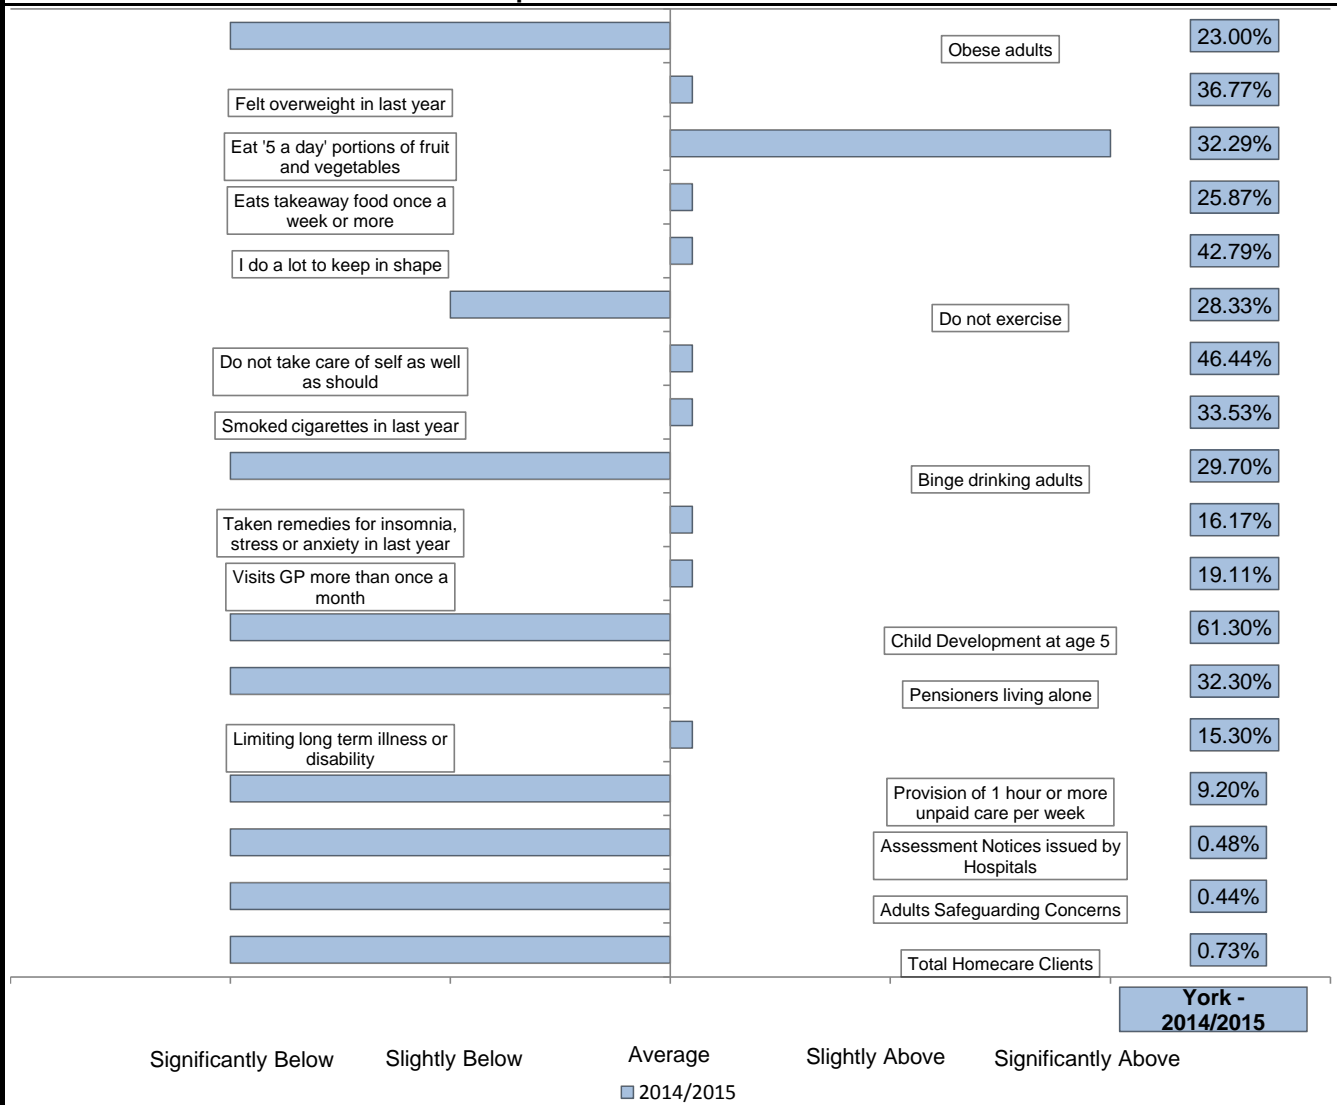 Obese adults
23.00%
Felt overweight in last year
36.77%
Eat '5 a day' portions of fruit
and vegetables
32.29%
Eats takeaway food once a
week or more
25.87%
I do a lot to keep in shape
42.79%
Do not exercise
28.33%
Do not take care of self as well
as should
46.44%
Smoked cigarettes in last year
33.53%
Binge drinking adults
29.70%
Taken remedies for insomnia,
stress or anxiety in last year
16.17%
Visits GP more than once a
month
19.11%
Child Development at age 5
61.30%
Pensioners living alone
32.30%
Limiting long term illness or
disability
15.30%
Provision of 1 hour or more
unpaid care per week
9.20%
Assessment Notices issued by
Hospitals
0.48%
Adults Safeguarding Concerns
0.44%
Total Homecare Clients
0.73%
York -
2014/2015
Significantly Below
Slightly Below
Average
Slightly Above
Significantly Above
2014/2015